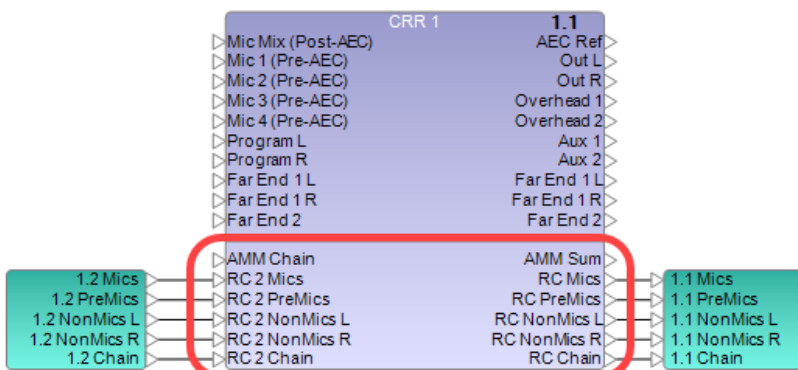 CRR 1 1.1
Mic Mix (Post-AEC) AEC Ref
Mic 1 (Pre-AEC) Out L
Mic 2 (Pre-AEC) Out R
Mic 3 (Pre-AEC) Overhead 1
Mic 4 (Pre-AEC) Overhead 2
Program L Aux 1
Program R Aux 2
Far End 1 L Far End 1 L
Far End 1 R Far End 1 R
Far End 2 Far End 2
AMM Chain AMM Sum
1.2 Mics RC 2 Mics RC Mics 1.1 Mics
1.2 PreMics RC 2 PreMics RC PreMics 1.1 PreMics
1.2 NonMics L RC 2 NonMics L RC NonMics L 1.1 NonMics L
1.2 NonMics R RC 2 NonMics R RC NonMics R 1.1 NonMics R
1.2 Chain RC 2 Chain RC Chain 1.1 Chain